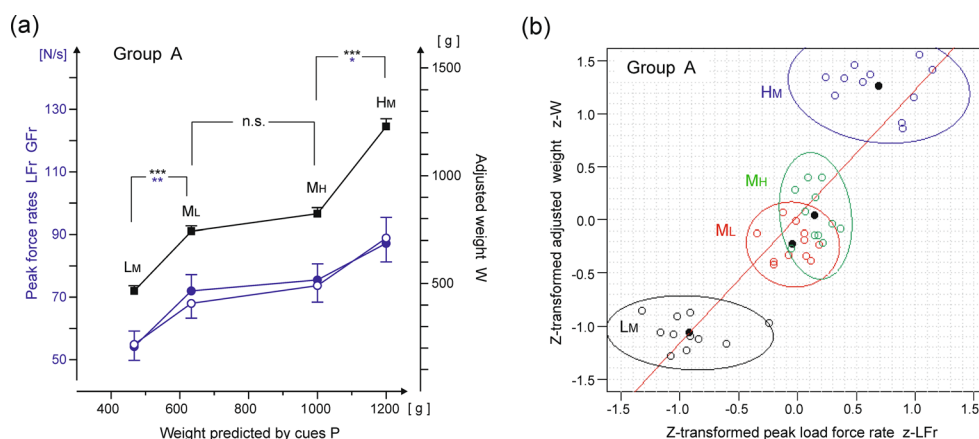 (a)
[N/s]
Group A
[g]
Peak force rates LFr GFr
130
110
90
70
50
1500
1000
500
0
Adjusted weight W
***
**
n.s.
***
*
LM
ML
MH
HM
400
600
800
1000
1200
[g]
Weight predicted by cues P
(b)
Group A
Z-transformed adjusted weight z-W
1.5
1.0
0.5
0.0
-0.5
-1.0
-1.5
HM
MH
ML
LM
-1.5
-1.0
-0.5
0.0
0.5
1.0
1.5
Z-transformed peak load force rate z-LFr